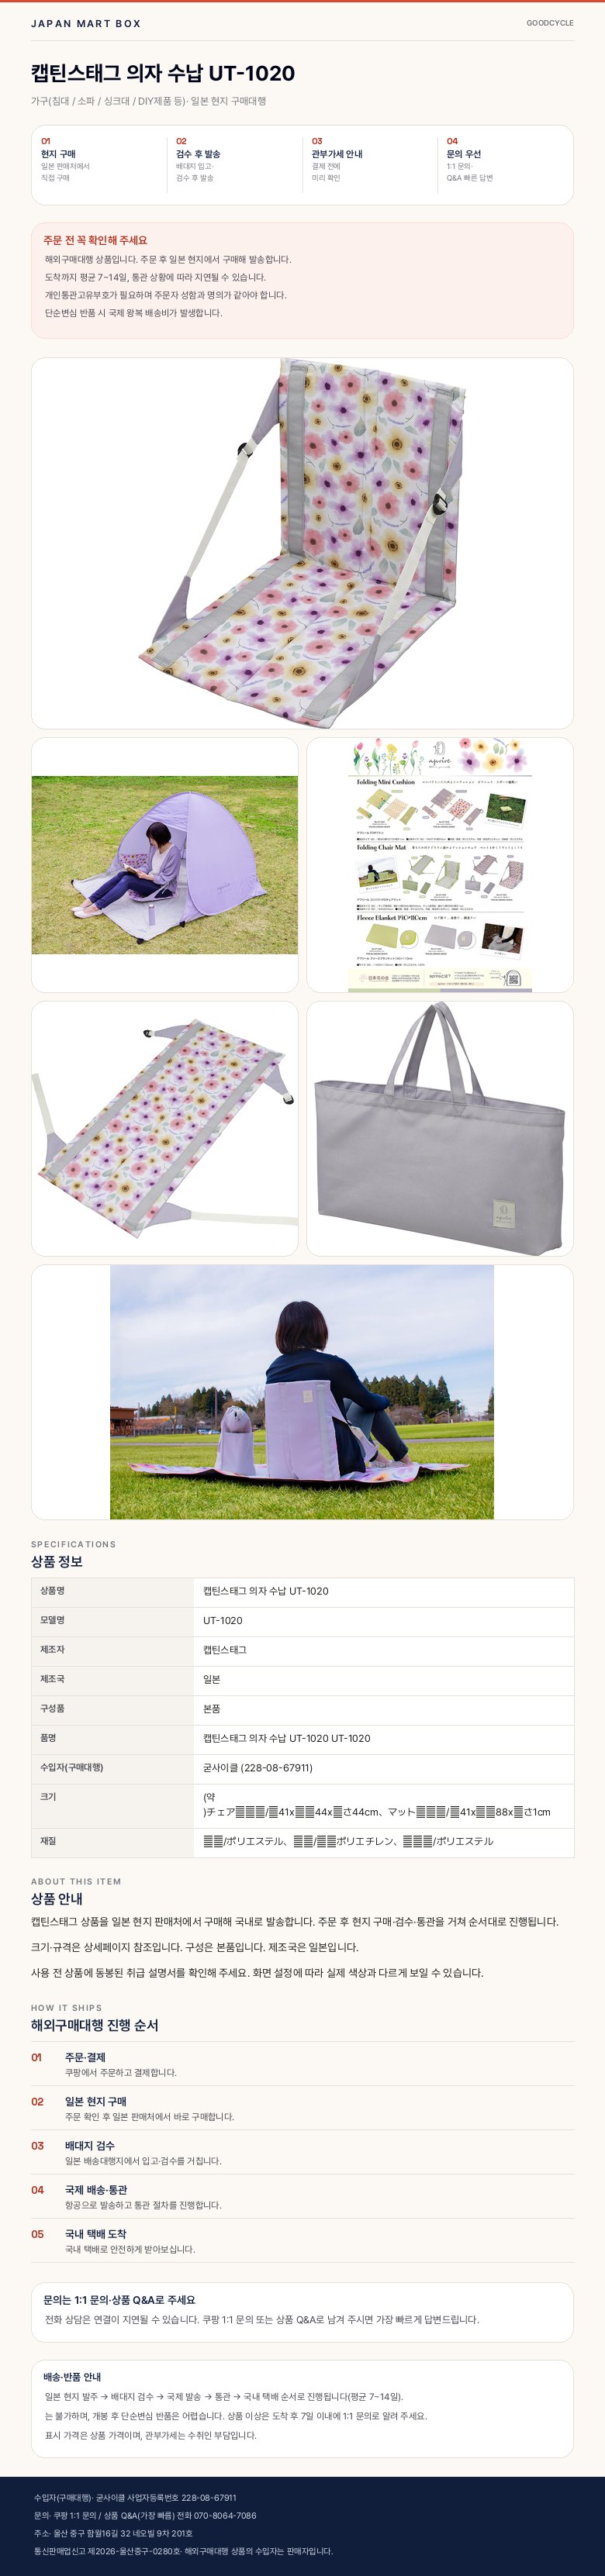 JAPAN MART BOX
GOODCYCLE
캡틴스태그 의자 수납 UT-1020
가구(침대 / 소파 / 싱크대 / DIY제품 등)· 일본 현지 구매대행
01
현지 구매
일본 판매처에서
직접 구매
02
검수 후 발송
배대지 입고·
검수 후 발송
03
관부가세 안내
결제 전에
미리 확인
04
문의 우선
1:1 문의·
Q&A 빠른 답변
주문 전 꼭 확인해 주세요
해외구매대행 상품입니다. 주문 후 일본 현지에서 구매해 발송합니다.
도착까지 평균 7~14일, 통관 상황에 따라 지연될 수 있습니다.
개인통관고유부호가 필요하며 주문자 성함과 명의가 같아야 합니다.
단순변심 반품 시 국제 왕복 배송비가 발생합니다.
Folding Mini Cushion
Folding Chair Mat
Fleece Blanket
SPECIFICATIONS
상품 정보
상품명 캡틴스태그 의자 수납 UT-1020
모델명 UT-1020
제조자 캡틴스태그
제조국 일본
구성품 본품
품명 캡틴스태그 의자 수납 UT-1020 UT-1020
수입자(구매대행) 굳사이클 (228-08-67911)
크기 (약
)チェア/41x44x さ44cm、マット/41x88x さ1cm
재질 /ポリエステル、/ポリエチレン、/ポリエステル
ABOUT THIS ITEM
상품 안내
캡틴스태그 상품을 일본 현지 판매처에서 구매해 국내로 발송합니다. 주문 후 현지 구매·검수·통관을 거쳐 순서대로 진행됩니다.
크기·규격은 상세페이지 참조입니다. 구성은 본품입니다. 제조국은 일본입니다.
사용 전 상품에 동봉된 취급 설명서를 확인해 주세요. 화면 설정에 따라 실제 색상과 다르게 보일 수 있습니다.
HOW IT SHIPS
해외구매대행 진행 순서
01 주문·결제
쿠팡에서 주문하고 결제합니다.
02 일본 현지 구매
주문 확인 후 일본 판매처에서 바로 구매합니다.
03 배대지 검수
일본 배송대행지에서 입고·검수를 거칩니다.
04 국제 배송·통관
항공으로 발송하고 통관 절차를 진행합니다.
05 국내 택배 도착
국내 택배로 안전하게 받아보십니다.
문의는 1:1 문의·상품 Q&A로 주세요
전화 상담은 연결이 지연될 수 있습니다. 쿠팡 1:1 문의 또는 상품 Q&A로 남겨 주시면 가장 빠르게 답변드립니다.
배송·반품 안내
일본 현지 발주 → 배대지 검수 → 국제 발송 → 통관 → 국내 택배 순서로 진행됩니다(평균 7~14일).
는 불가하며, 개봉 후 단순변심 반품은 어렵습니다. 상품 이상은 도착 후 7일 이내에 1:1 문의로 알려 주세요.
표시 가격은 상품 가격이며, 관부가세는 수취인 부담입니다.
수입자(구매대행)· 굳사이클 사업자등록번호 228-08-67911
문의· 쿠팡 1:1 문의 / 상품 Q&A(가장 빠름) 전화 070-8064-7086
주소· 울산 중구 함월16길 32 네오빌 9차 201호
통신판매업신고 제2026-울산중구-0280호· 해외구매대행 상품의 수입자는 판매자입니다.